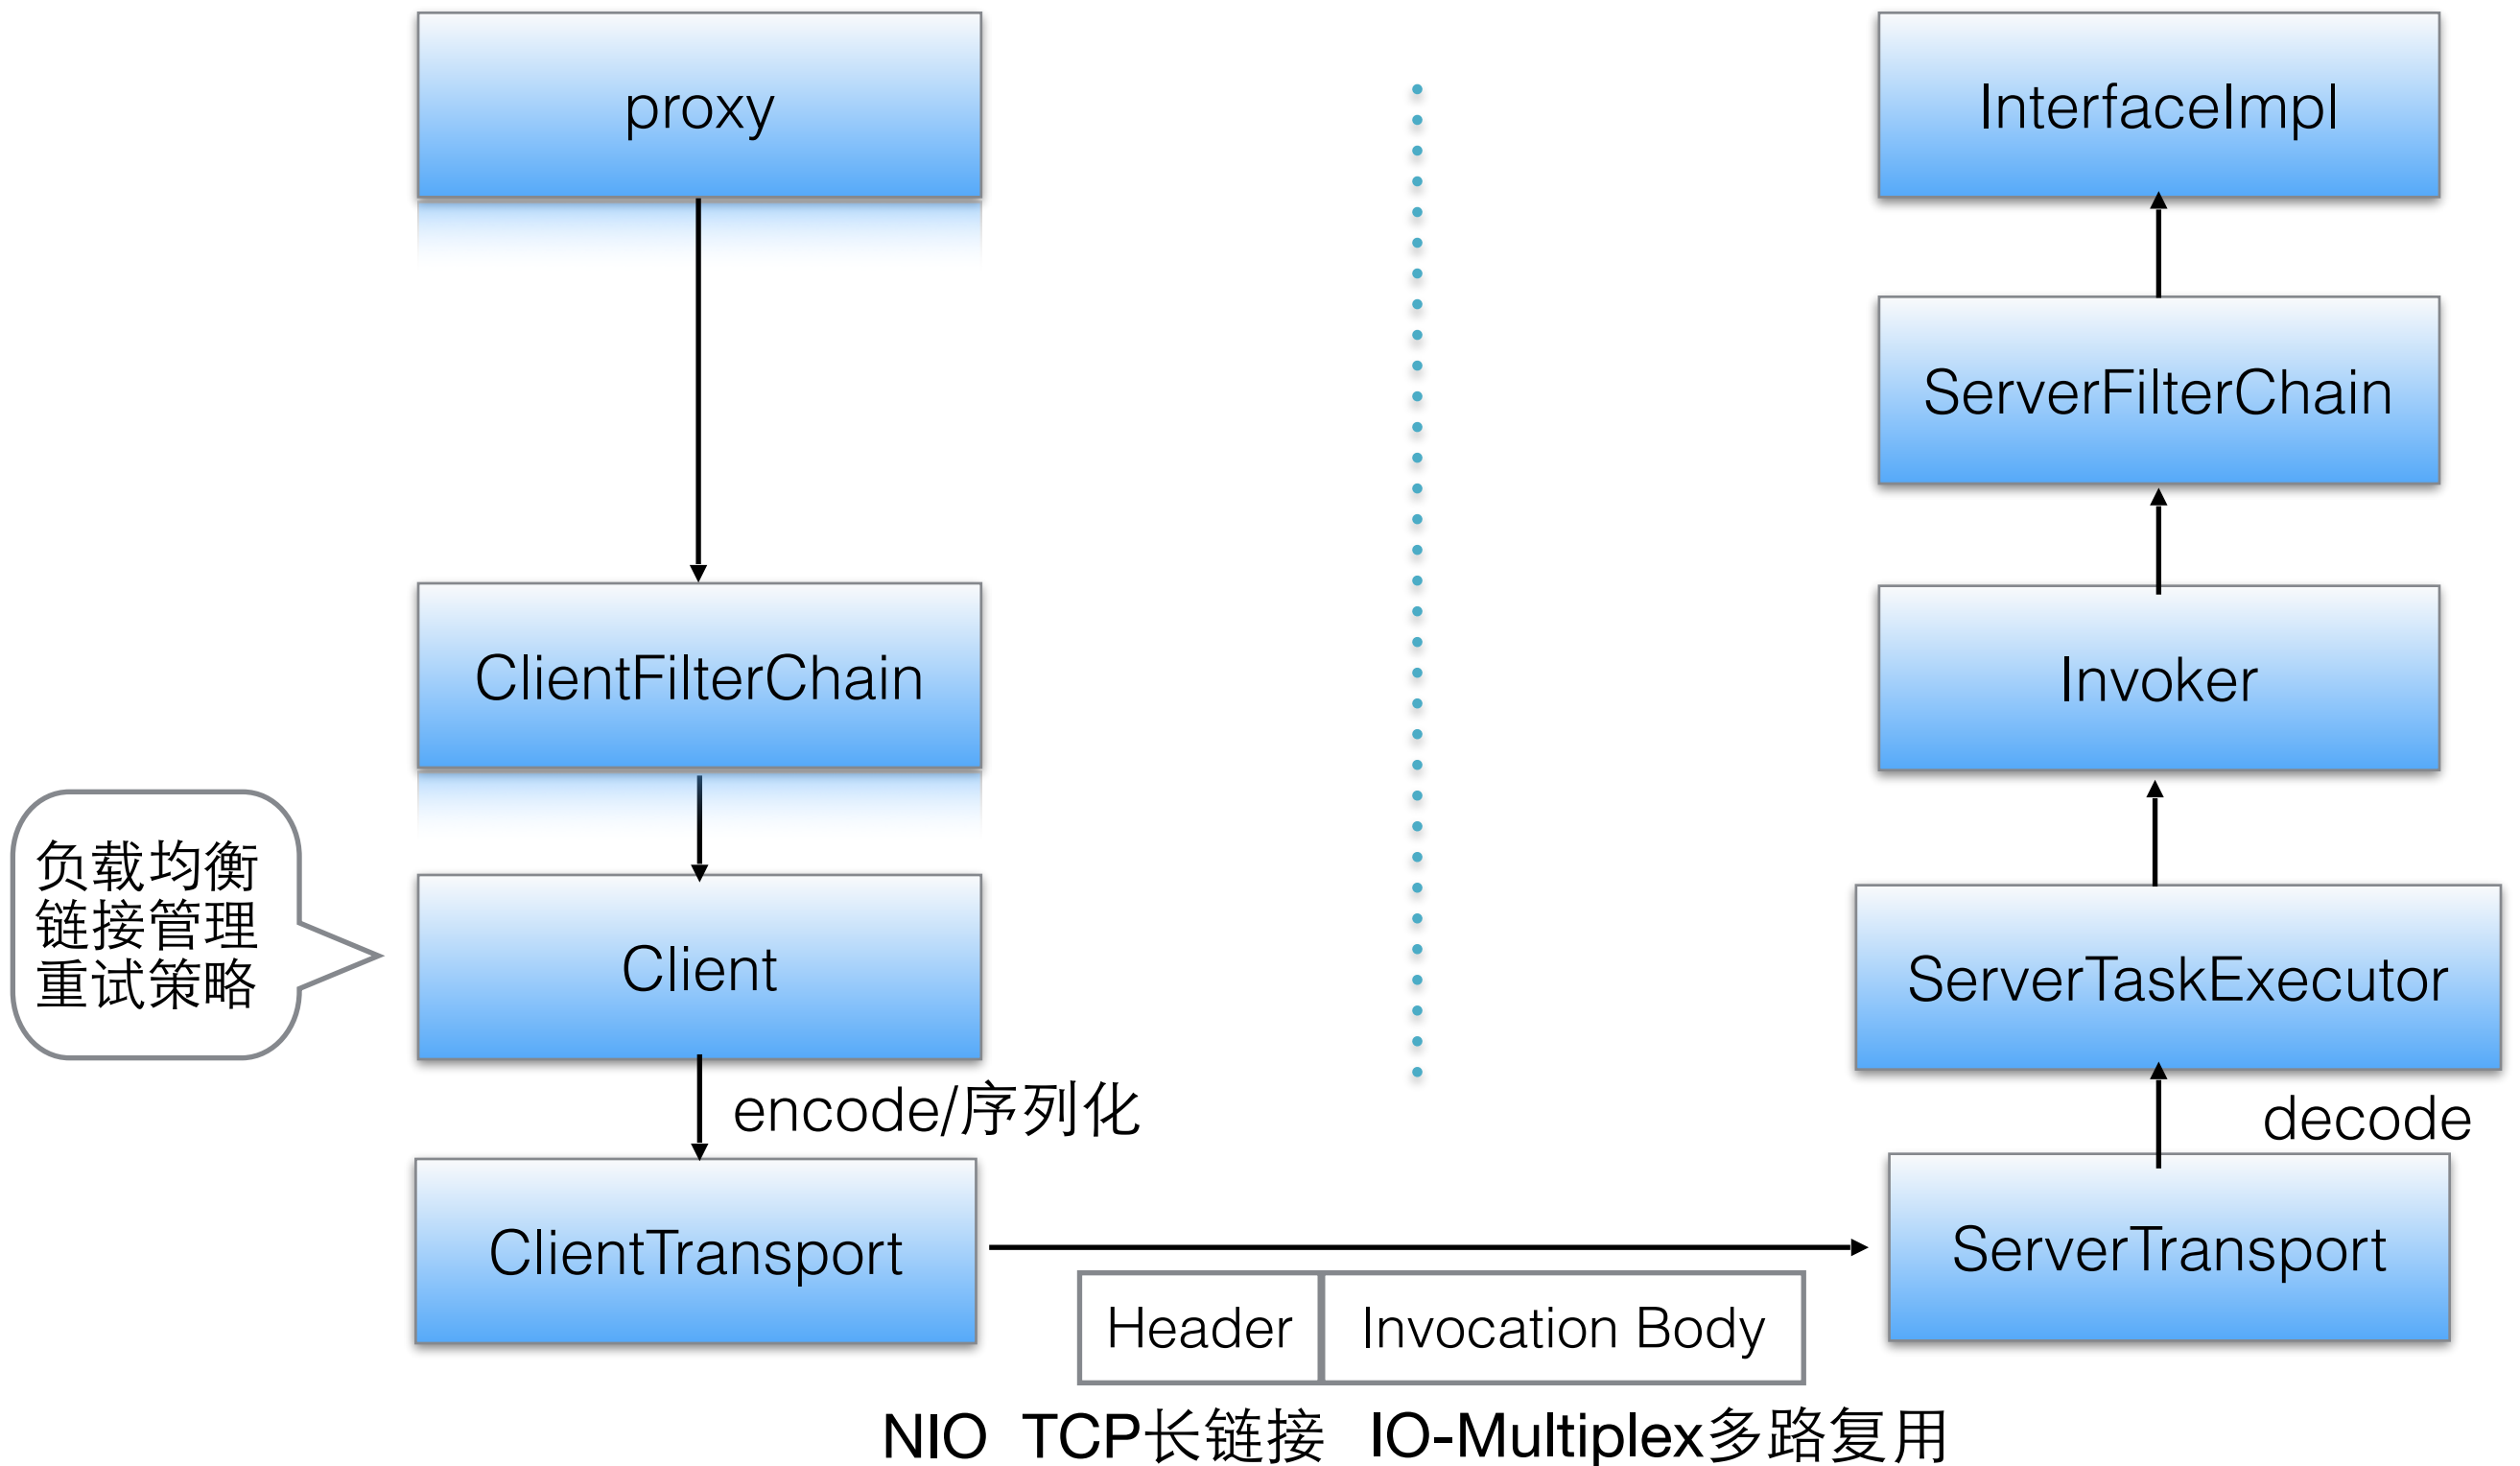 proxy
ClientFilterChain
负载均衡
链接管理
重试策略
Client
encode/序列化
ClientTransport
Header
Invocation Body
NIO TCP长链接 IO-Multiplex多路复用
InterfaceImpl
ServerFilterChain
Invoker
ServerTaskExecutor
decode
ServerTransport